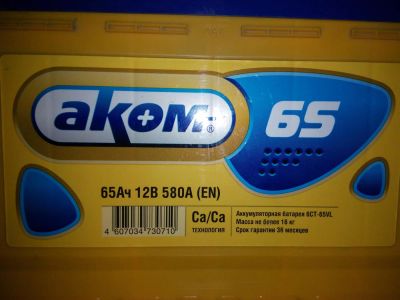 aком®
65
65Ач 12В 580А (EN)
Ca/Ca
технология
Аккумуляторная батарея 6СТ-65VL
Масса не более 16 кг
Срок гарантии 36 месяцев
4 607034 730710